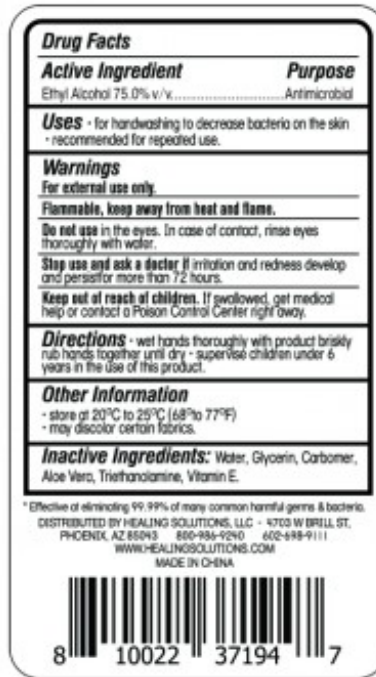 Drug Facts
Active Ingredient Purpose
Ethyl Alcohol 75.0% v/v..............................Antimicrobial
Uses • for handwashing to decrease bacteria on the skin
• recommended for repeated use.
Warnings
For external use only.
Flammable, keep away from heat and flame.
Do not use in the eyes. In case of contact, rinse eyes
thoroughly with water.
Stop use and ask a doctor if irritation and redness develop
and persistfor more than 72 hours.
Keep out of reach of children. If swallowed, get medical
help or contact a Poison Control Center right away.
Directions • wet hands thoroughly with product briskly
rub hands together until dry • supervise children under 6
years in the use of this product.
Other Information
- store at 20°C to 25°C (68°to 77°F)
- may discolor certain fabrics.
Inactive Ingredients: Water, Glycerin, Carbomer,
Aloe Vera, Triethanolamine, Vitamin E.
* Effective at eliminating 99.99% of many common harmful germs & bacteria.
DISTRIBUTED BY HEALING SOLUTIONS, LLC - 4703 W BRILL ST,
PHOENIX, AZ 85043 800-986-9240 602-698-9111
WWW.HEALINGSOLUTIONS.COM
MADE IN CHINA
8 10022 37194 7